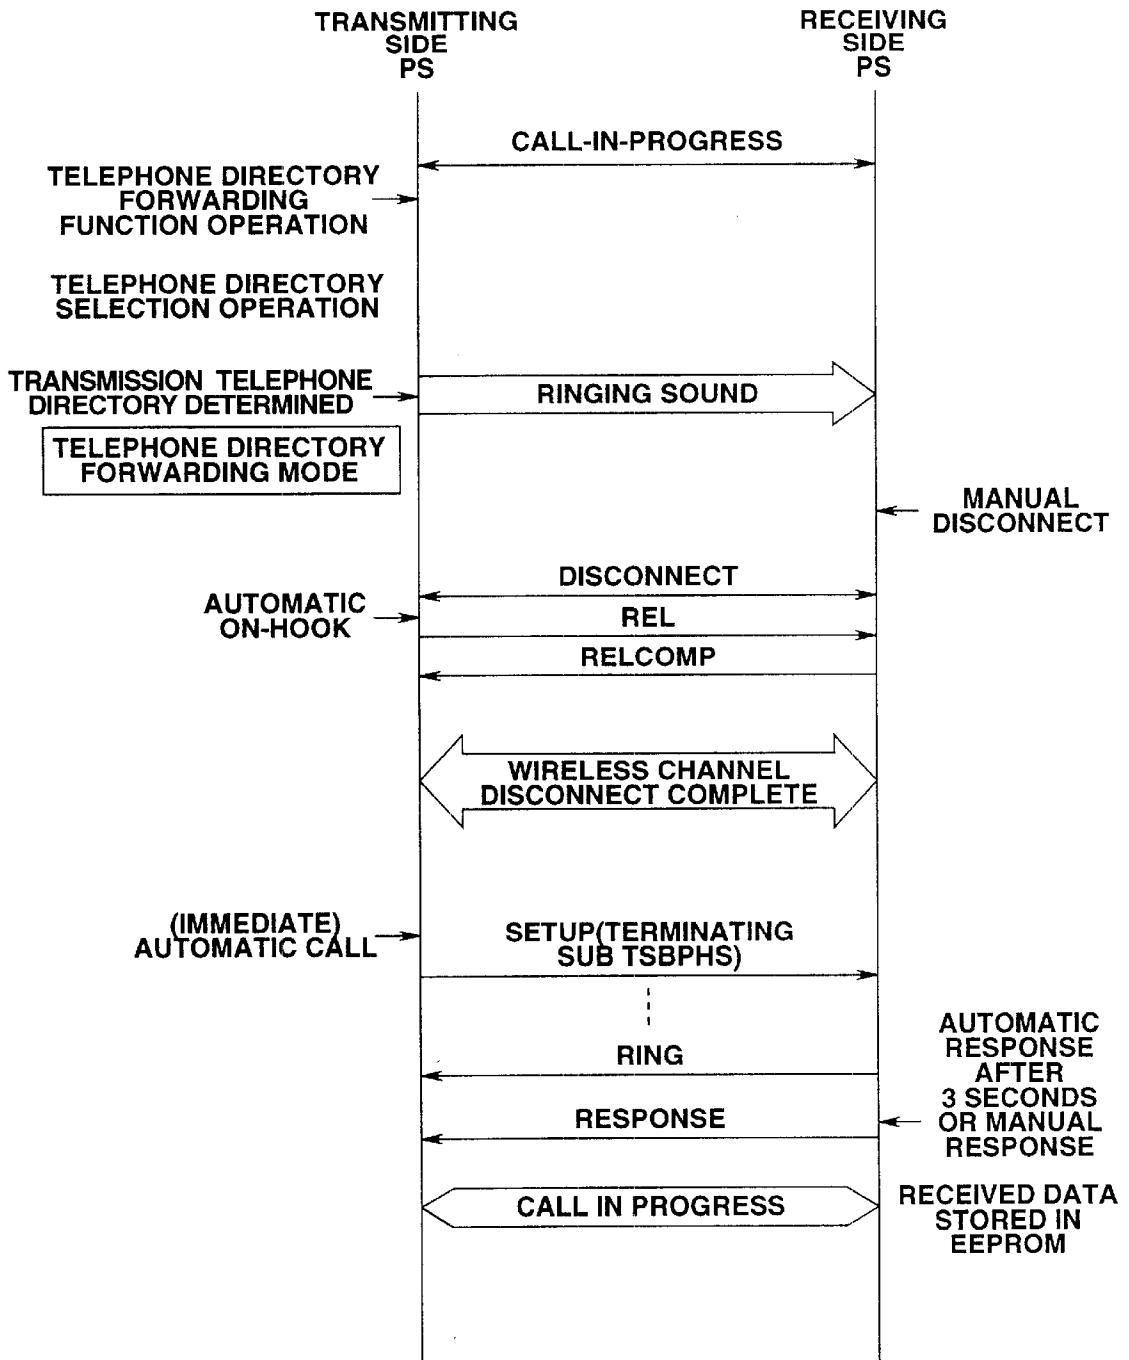 TRANSMITTING
SIDE
PS
RECEIVING
SIDE
PS
CALL-IN-PROGRESS
TELEPHONE DIRECTORY
FORWARDING
FUNCTION OPERATION
TELEPHONE DIRECTORY
SELECTION OPERATION
TRANSMISSION TELEPHONE
DIRECTORY DETERMINED
RINGING SOUND
TELEPHONE DIRECTORY
FORWARDING MODE
MANUAL
DISCONNECT
DISCONNECT
AUTOMATIC
ON-HOOK
REL
RELCOMP
WIRELESS CHANNEL
DISCONNECT COMPLETE
(IMMEDIATE)
AUTOMATIC CALL
SETUP(TERMINATING
SUB TSBPHS)
RING
AUTOMATIC
RESPONSE
AFTER
3 SECONDS
OR MANUAL
RESPONSE
RESPONSE
CALL IN PROGRESS
RECEIVED DATA
STORED IN
EEPROM